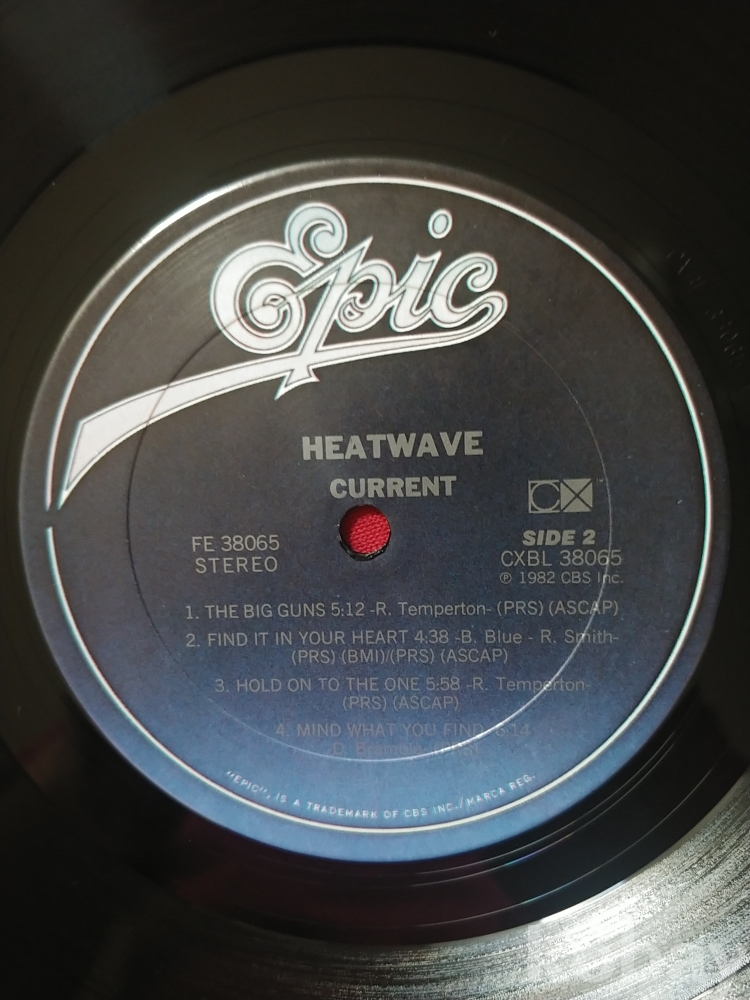 Epic
HEATWAVE
CURRENT
CX
FE 38065
STEREO
SIDE 2
CXBL 38065
℗ 1982 CBS Inc.
1. THE BIG GUNS 5:12 -R. Temperton- (PRS) (ASCAP)
2. FIND IT IN YOUR HEART 4:38 -B. Blue - R. Smith-
(PRS) (BMI)/(PRS) (ASCAP)
3. HOLD ON TO THE ONE 5:58 -R. Temperton-
(PRS) (ASCAP)
4. MIND WHAT YOU FIND 6:14
"EPIC", IS A TRADEMARK OF CBS INC./MARCA REG.